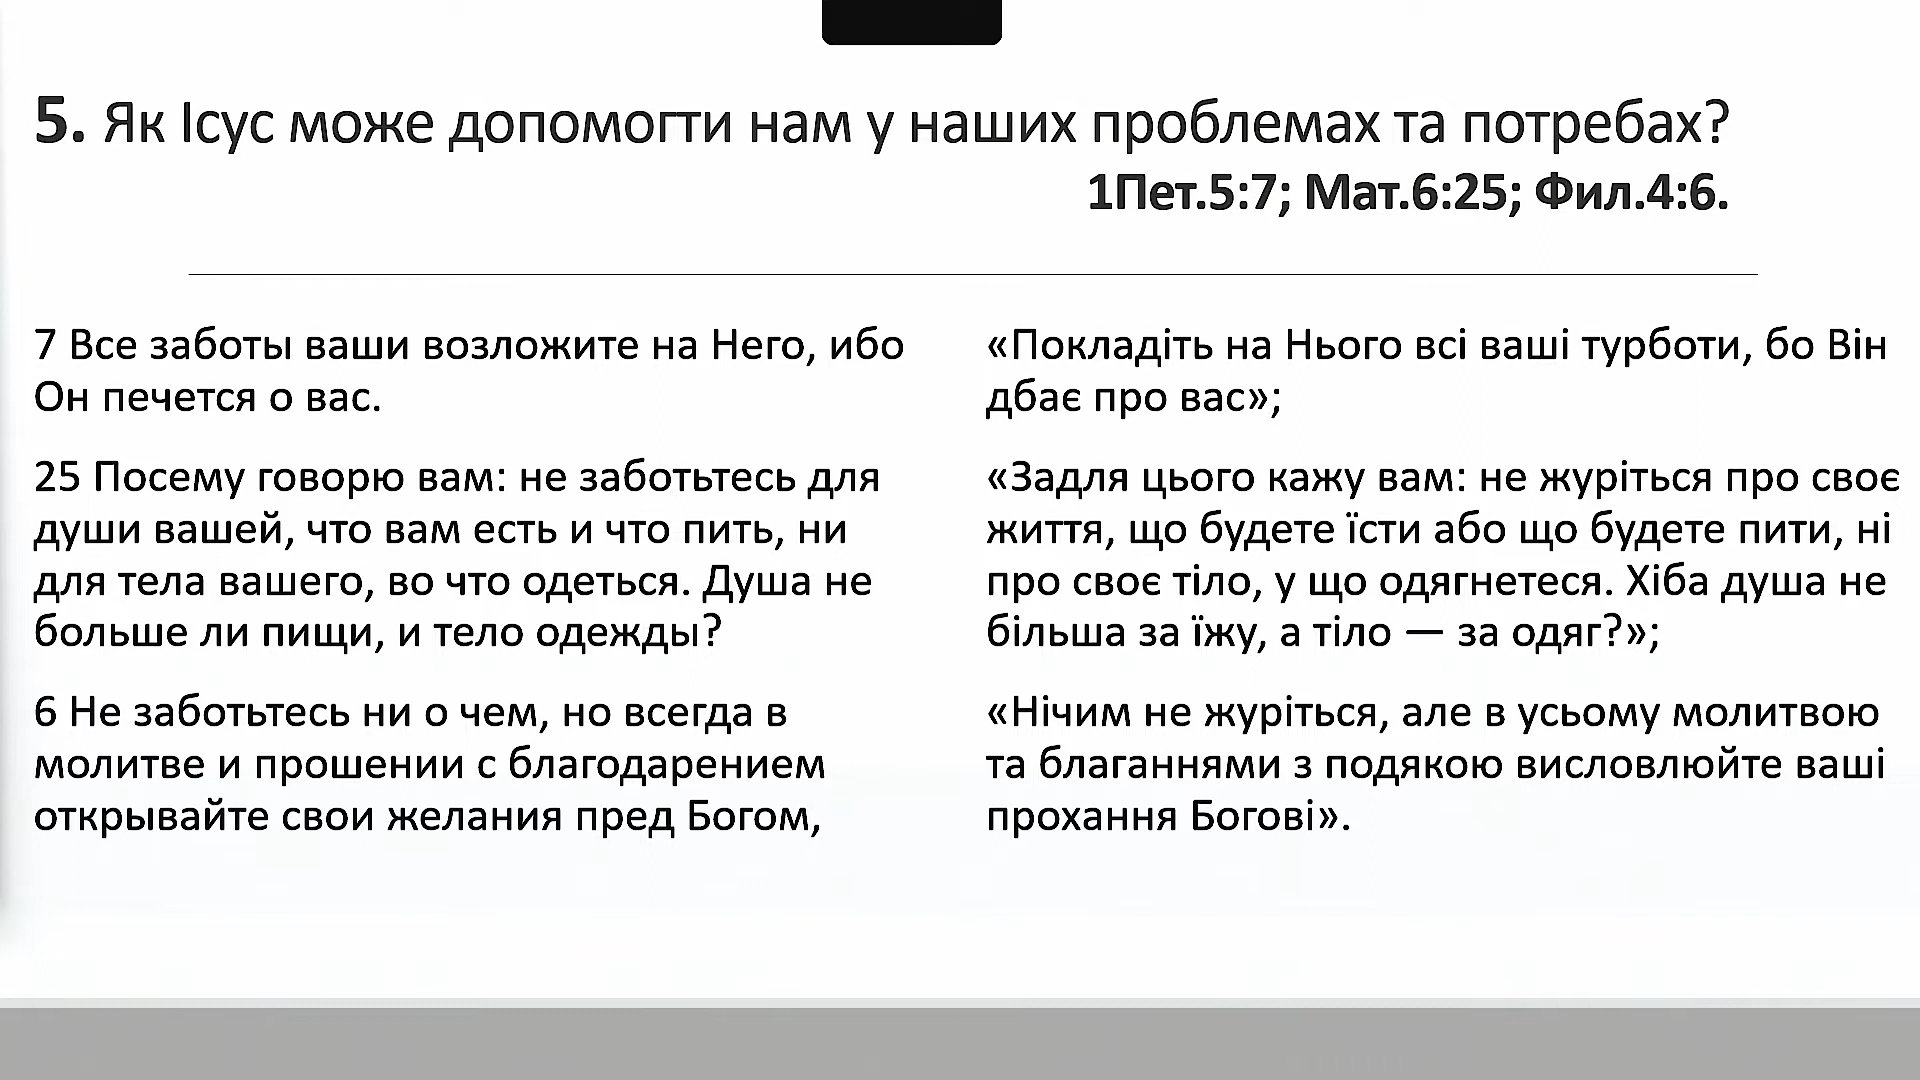 5. Як Ісус може допомогти нам у наших проблемах та потребах?
1Пет.5:7; Мат.6:25; Фил.4:6.
7 Все заботы ваши возложите на Него, ибо
Он печется о вас.
25 Посему говорю вам: не заботьтесь для
души вашей, что вам есть и что пить, ни
для тела вашего, во что одеться. Душа не
больше ли пищи, и тело одежды?
6 Не заботьтесь ни о чем, но всегда в
молитве и прошении с благодарением
открывайте свои желания пред Богом,
«Покладіть на Нього всі ваші турботи, бо Він
дбає про вас»;
«Задля цього кажу вам: не журіться про своє
життя, що будете їсти або що будете пити, ні
про своє тіло, у що одягнетеся. Хіба душа не
більша за їжу, а тіло — за одяг?»;
«Нічим не журіться, але в усьому молитвою
та благаннями з подякою висловлюйте ваші
прохання Богові».